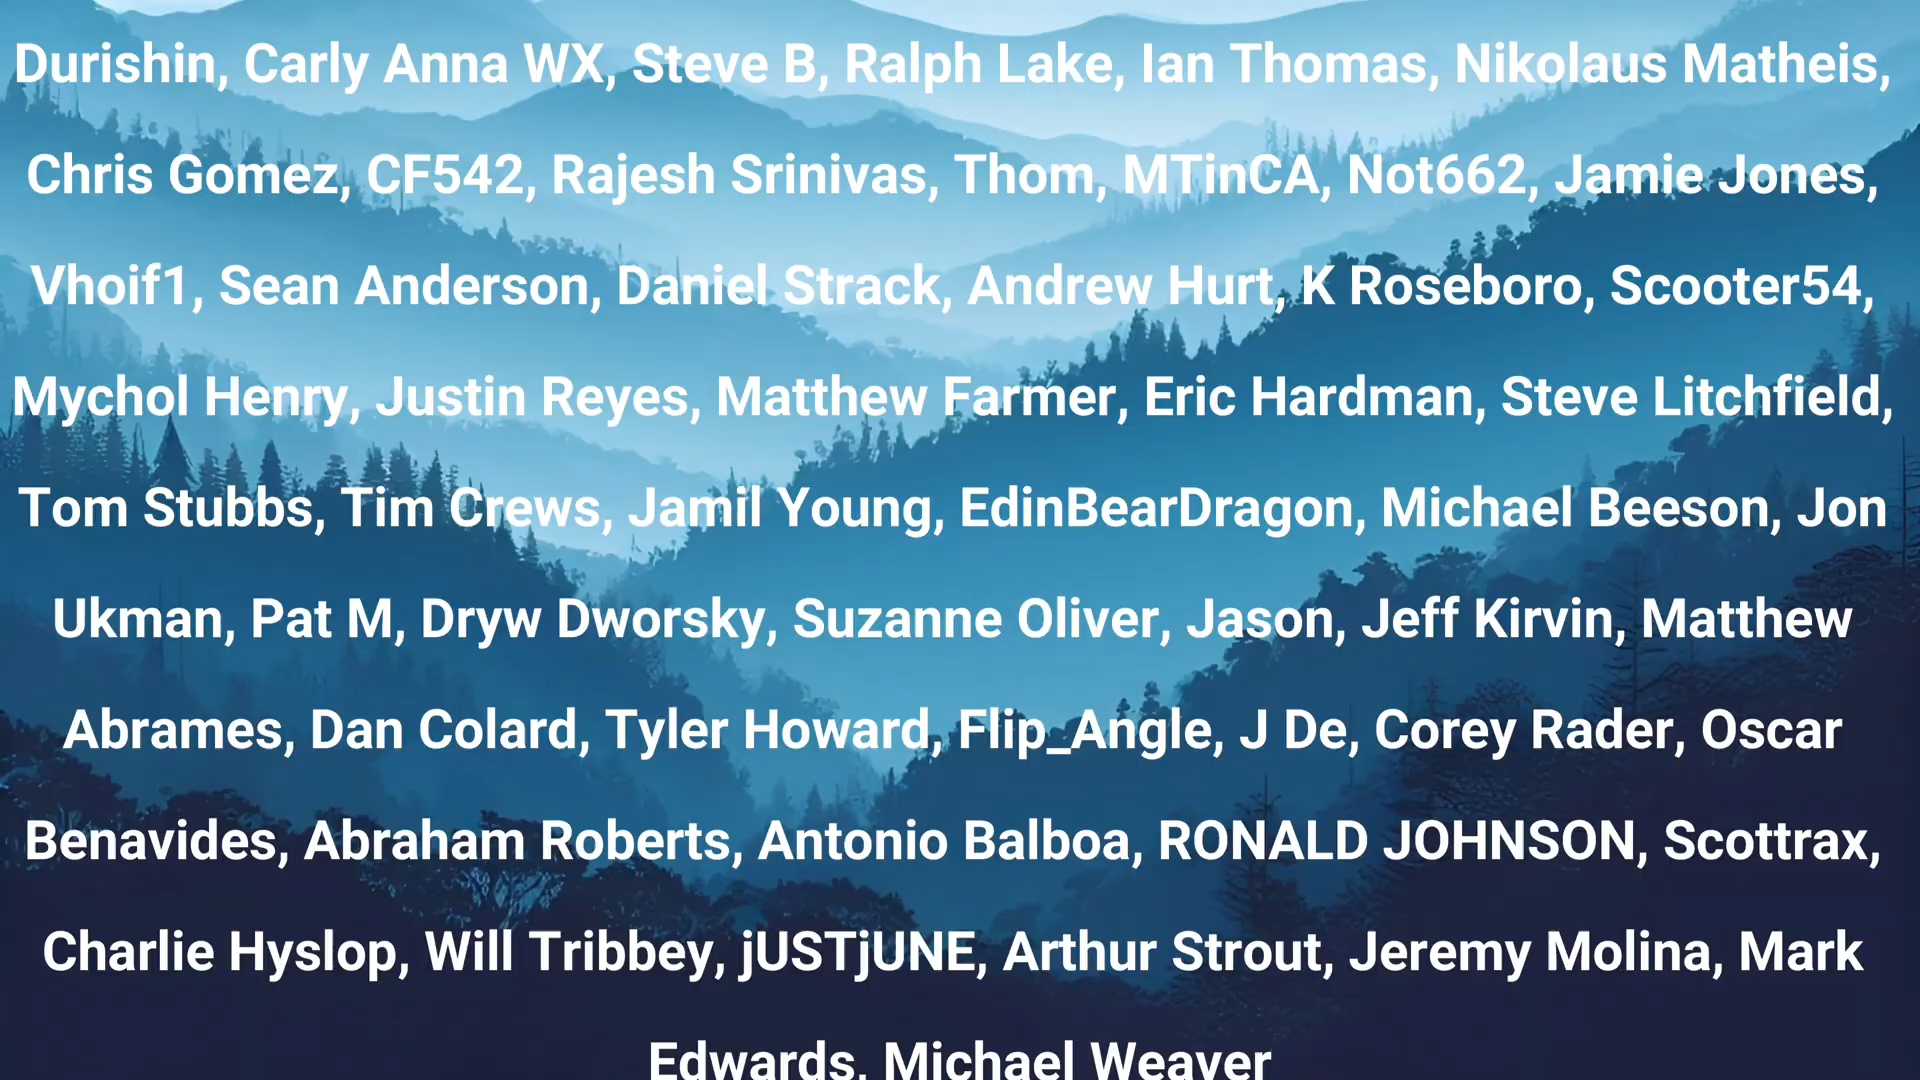 Durishin, Carly Anna WX, Steve B, Ralph Lake, Ian Thomas, Nikolaus Matheis,
Chris Gomez, CF542, Rajesh Srinivas, Thom, MTinCA, Not662, Jamie Jones,
Vhoif1, Sean Anderson, Daniel Strack, Andrew Hurt, K Roseboro, Scooter54,
Mychol Henry, Justin Reyes, Matthew Farmer, Eric Hardman, Steve Litchfield,
Tom Stubbs, Tim Crews, Jamil Young, EdinBearDragon, Michael Beeson, Jon
Ukman, Pat M, Dryw Dworsky, Suzanne Oliver, Jason, Jeff Kirvin, Matthew
Abrames, Dan Colard, Tyler Howard, Flip_Angle, J De, Corey Rader, Oscar
Benavides, Abraham Roberts, Antonio Balboa, RONALD JOHNSON, Scottrax,
Charlie Hyslop, Will Tribbey, jUSTjUNE, Arthur Strout, Jeremy Molina, Mark
Edwards, Michael Weaver